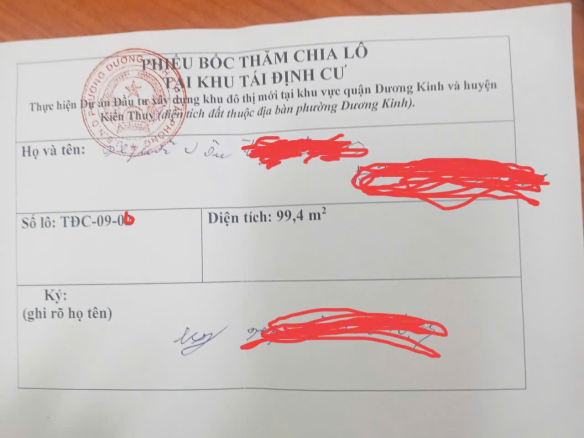 PHIẾU BỐC THĂM CHIA LÔ
TẠI KHU TÁI ĐỊNH CƯ
Thực hiện Dự án Đầu tư xây dựng khu đô thị mới tại khu vực quận Dương Kinh và huyện
Kiến Thuỵ (diện tích đất thuộc địa bàn phường Dương Kinh)
Họ và tên:
Số lô: TĐC-09-0b
Diện tích: 99,4 m²
Ký:
(ghi rõ họ tên)